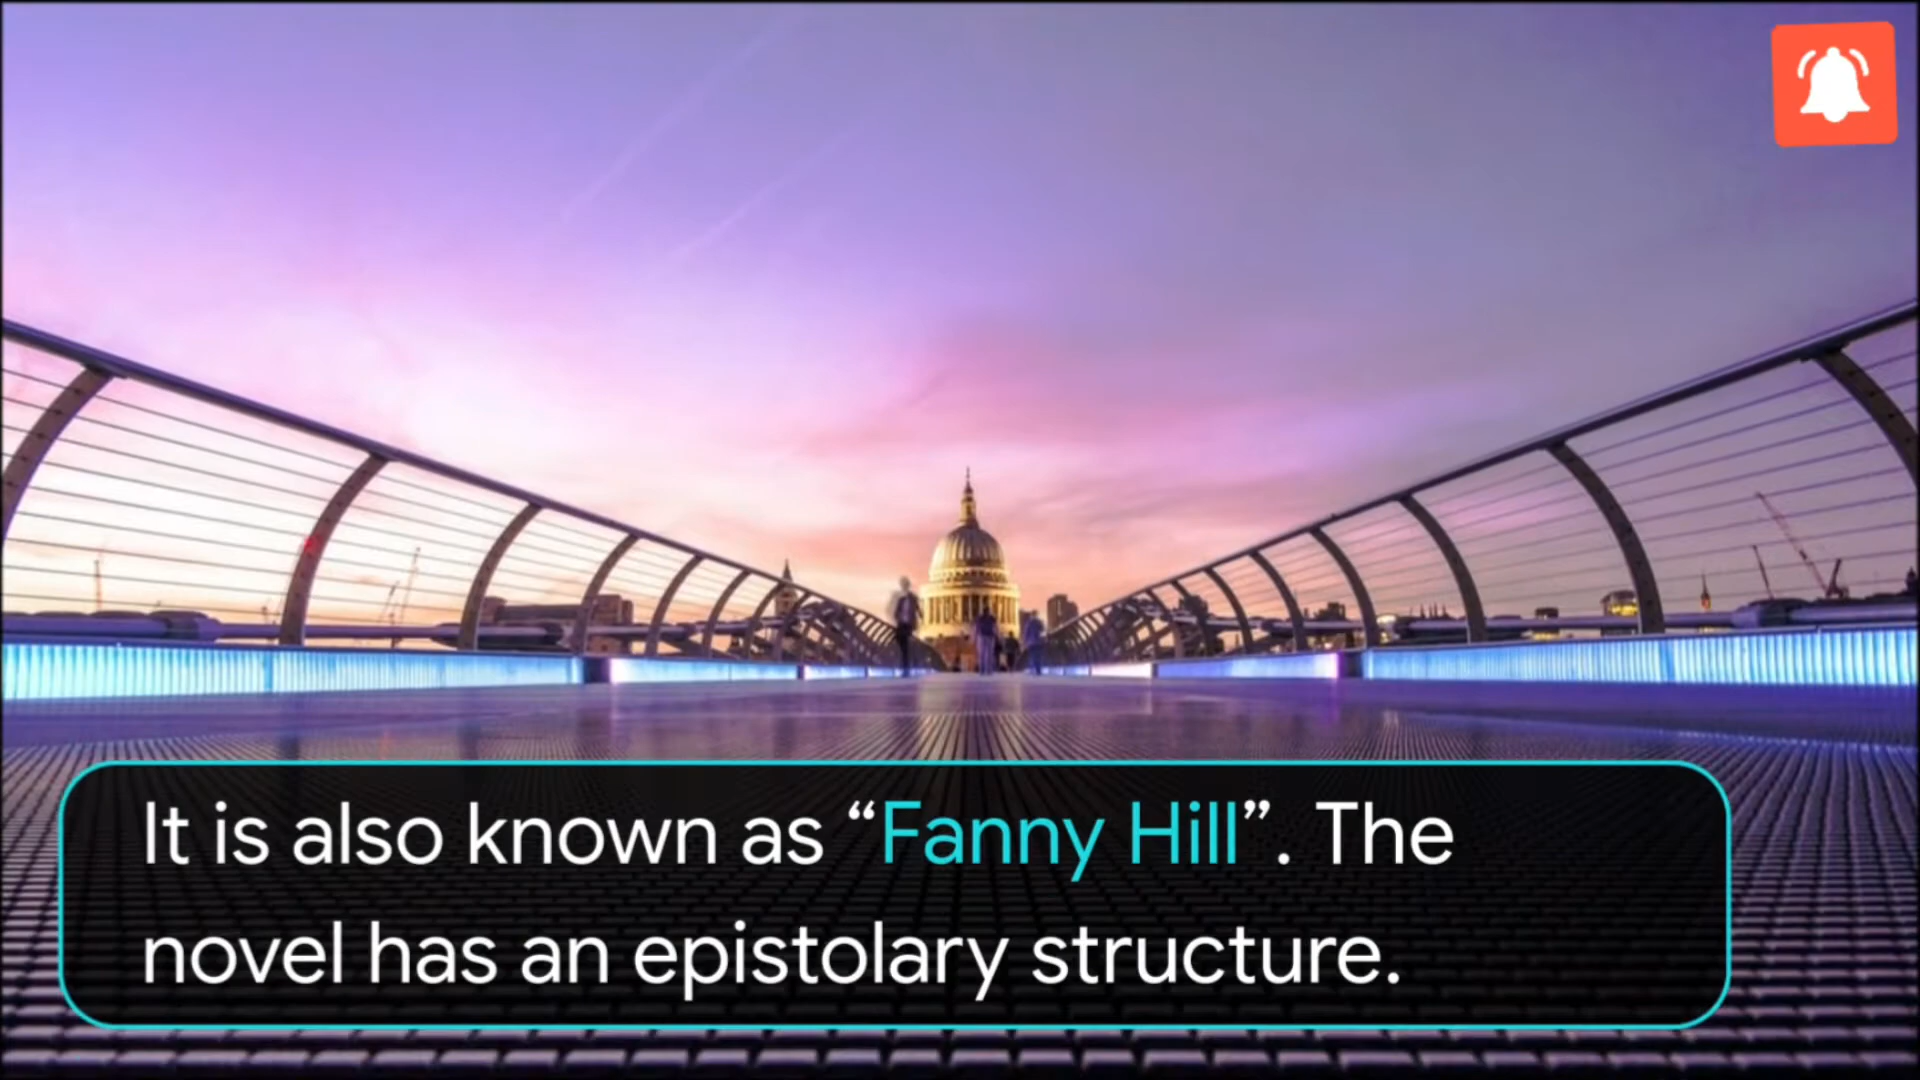 It is also known as “Fanny Hill”. The
novel has an epistolary structure.